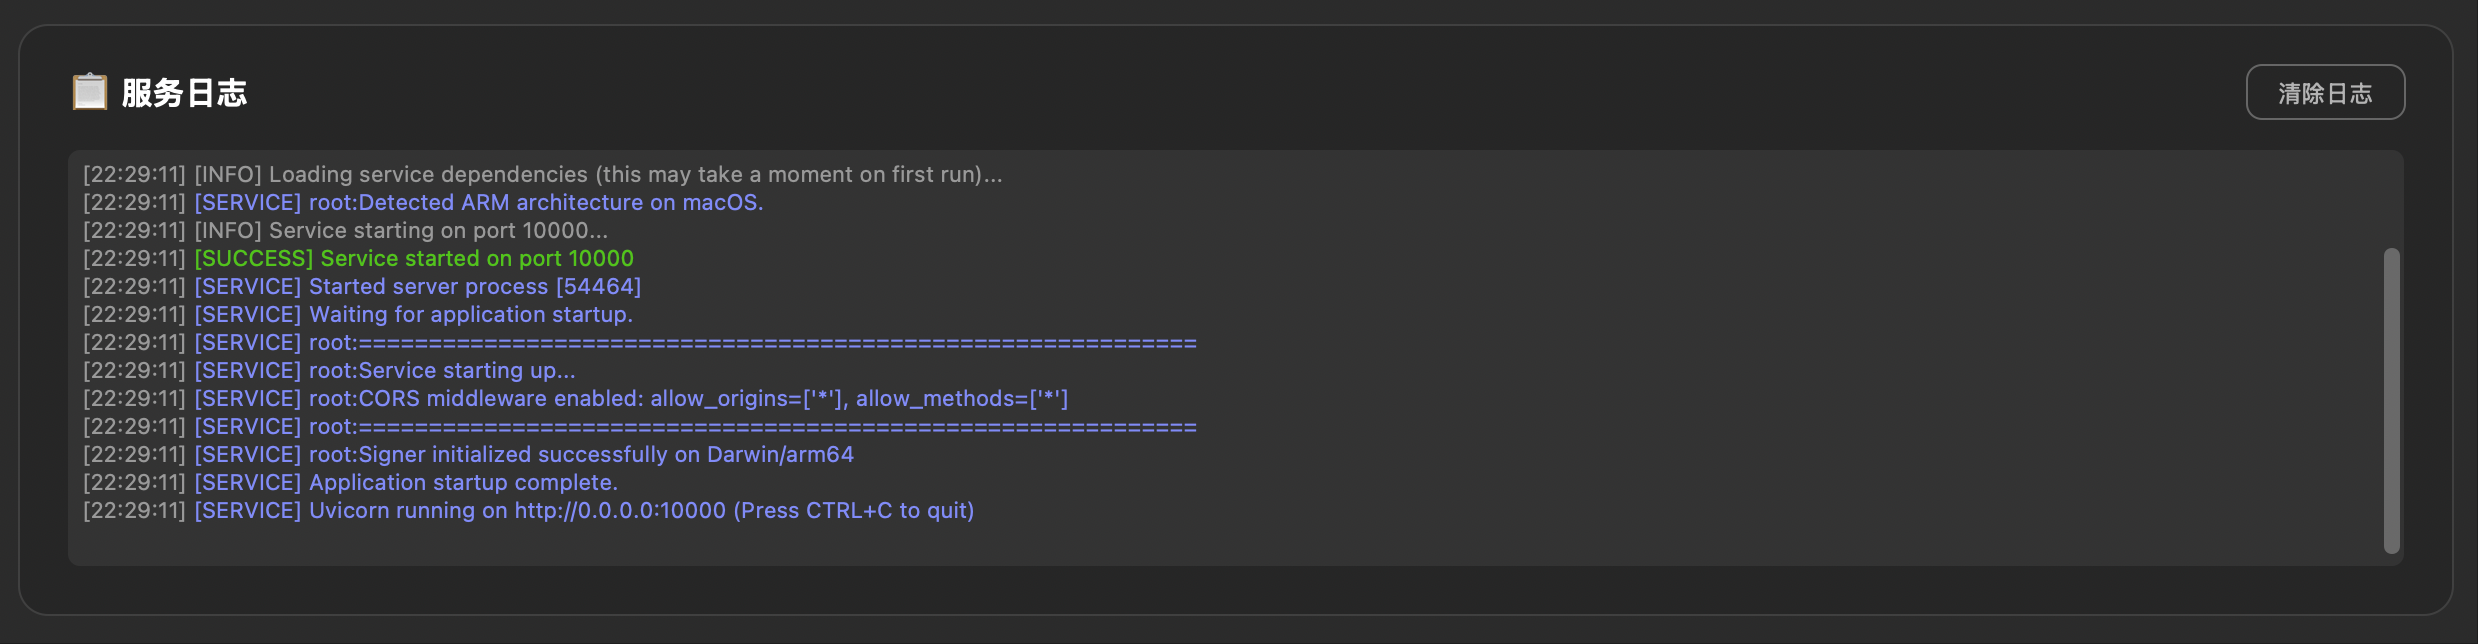 📋 服务日志
清除日志
[22:29:11] [INFO] Loading service dependencies (this may take a moment on first run)...
[22:29:11] [SERVICE] root:Detected ARM architecture on macOS.
[22:29:11] [INFO] Service starting on port 10000...
[22:29:11] [SUCCESS] Service started on port 10000
[22:29:11] [SERVICE] Started server process [54464]
[22:29:11] [SERVICE] Waiting for application startup.
[22:29:11] [SERVICE] root:============================================================
[22:29:11] [SERVICE] root:Service starting up...
[22:29:11] [SERVICE] root:CORS middleware enabled: allow_origins=['*'], allow_methods=['*']
[22:29:11] [SERVICE] root:============================================================
[22:29:11] [SERVICE] root:Signer initialized successfully on Darwin/arm64
[22:29:11] [SERVICE] Application startup complete.
[22:29:11] [SERVICE] Uvicorn running on http://0.0.0.0:10000 (Press CTRL+C to quit)